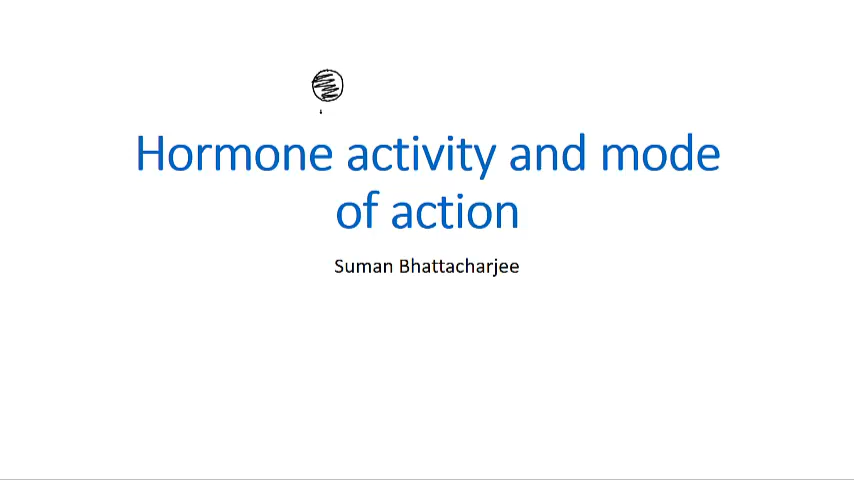 Hormone activity and mode
of action
Suman Bhattacharjee